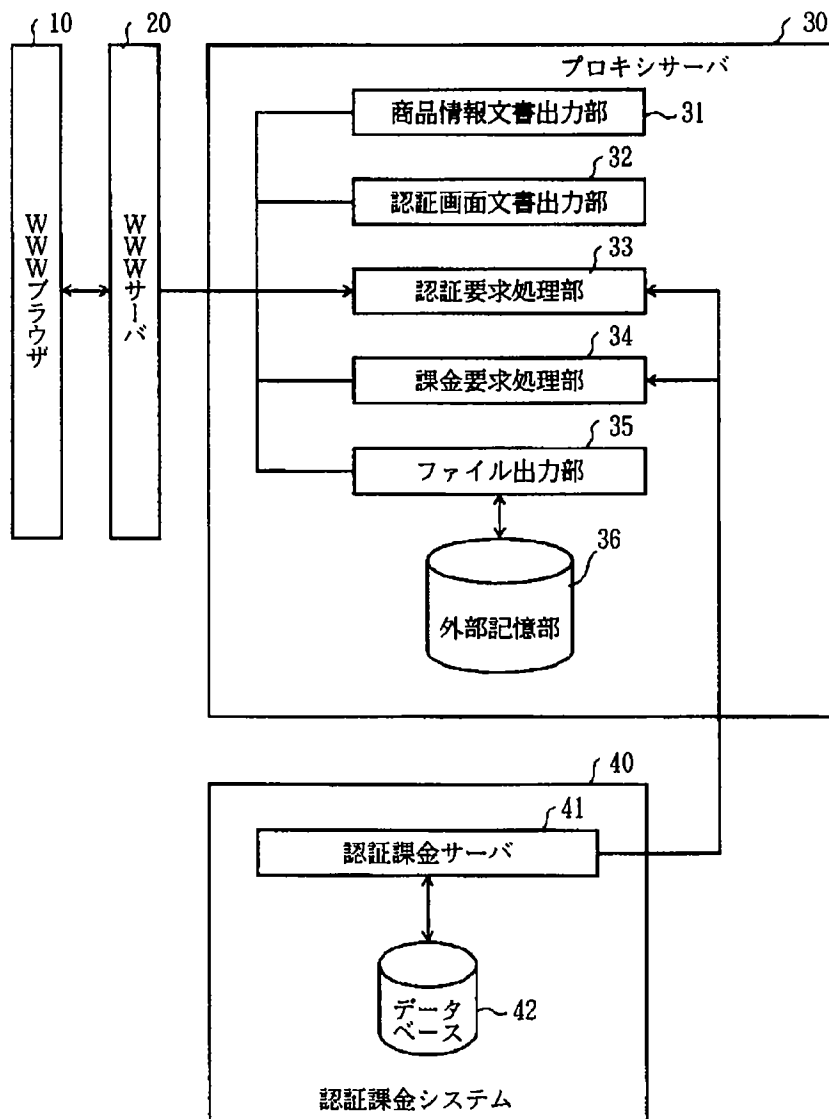 10
20
30
プロキシサーバ
商品情報文書出力部
31
32
認証画面文書出力部
33
認証要求処理部
34
課金要求処理部
35
ファイル出力部
36
外部記憶部
WWWブラウザ
WWWサーバ
40
41
認証課金サーバ
データ
ベース
42
認証課金システム